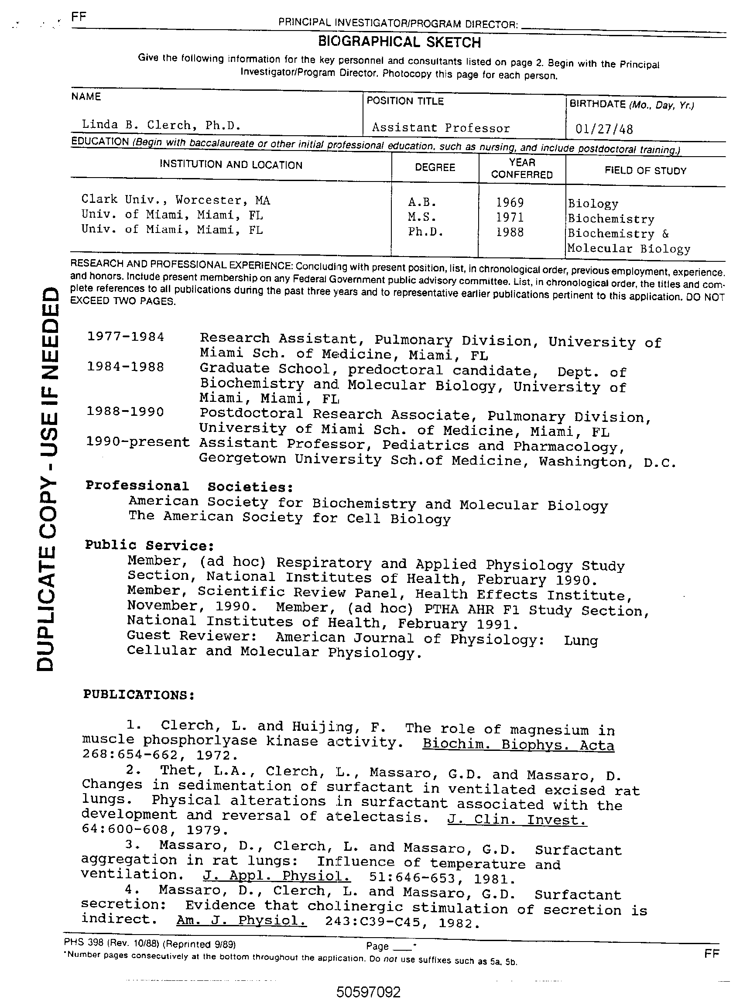 FF
PRINCIPAL INVESTIGATOR/PROGRAM DIRECTOR:
BIOGRAPHICAL SKETCH
Give the following information for the key personnel and consultants listed on page 2. Begin with the Principal
Investigator/Program Director. Photocopy this page for each person.
NAME
POSITION TITLE
BIRTHDATE (Mo., Day, Yr.)
Linda B. Clerch, Ph.D.
Assistant Professor
01/27/48
EDUCATION (Begin with baccalaureate or other initial professional education, such as nursing, and include postdoctoral training.)
INSTITUTION AND LOCATION
DEGREE
YEAR
CONFERRED
FIELD OF STUDY
Clark Univ., Worcester, MA A.B. 1969 Biology
Univ. of Miami, Miami, FL M.S. 1971 Biochemistry
Univ. of Miami, Miami, FL Ph.D. 1988 Biochemistry &
Molecular Biology
RESEARCH AND PROFESSIONAL EXPERIENCE: Concluding with present position, list, in chronological order, previous employment, experience,
and honors. Include present membership on any Federal Government public advisory committee. List, in chronological order, the titles and com-
plete references to all publications during the past three years and to representative earlier publications pertinent to this application. DO NOT
EXCEED TWO PAGES.
DUPLICATE COPY - USE IF NEEDED
1977-1984 Research Assistant, Pulmonary Division, University of
Miami Sch. of Medicine, Miami, FL
1984-1988 Graduate School, predoctoral candidate, Dept. of
Biochemistry and Molecular Biology, University of
Miami, Miami, FL
1988-1990 Postdoctoral Research Associate, Pulmonary Division,
University of Miami Sch. of Medicine, Miami, FL
1990-present Assistant Professor, Pediatrics and Pharmacology,
Georgetown University Sch.of Medicine, Washington, D.C.
Professional Societies:
American Society for Biochemistry and Molecular Biology
The American Society for Cell Biology
Public Service:
Member, (ad hoc) Respiratory and Applied Physiology Study
Section, National Institutes of Health, February 1990.
Member, Scientific Review Panel, Health Effects Institute,
November, 1990. Member, (ad hoc) PTHA AHR F1 Study Section,
National Institutes of Health, February 1991.
Guest Reviewer: American Journal of Physiology: Lung
Cellular and Molecular Physiology.
PUBLICATIONS:
1. Clerch, L. and Huijing, F. The role of magnesium in
muscle phosphorlyase kinase activity. Biochim. Biophys. Acta
268:654-662, 1972.
2. Thet, L.A., Clerch, L., Massaro, G.D. and Massaro, D.
Changes in sedimentation of surfactant in ventilated excised rat
lungs. Physical alterations in surfactant associated with the
development and reversal of atelectasis. J. Clin. Invest.
64:600-608, 1979.
3. Massaro, D., Clerch, L. and Massaro, G.D. Surfactant
aggregation in rat lungs: Influence of temperature and
ventilation. J. Appl. Physiol. 51:646-653, 1981.
4. Massaro, D., Clerch, L. and Massaro, G.D. Surfactant
secretion: Evidence that cholinergic stimulation of secretion is
indirect. Am. J. Physiol. 243:C39-C45, 1982.
PHS 398 (Rev. 10/88) (Reprinted 9/89)
Page ___*
*Number pages consecutively at the bottom throughout the application. Do not use suffixes such as 5a, 5b.
FF
50597092